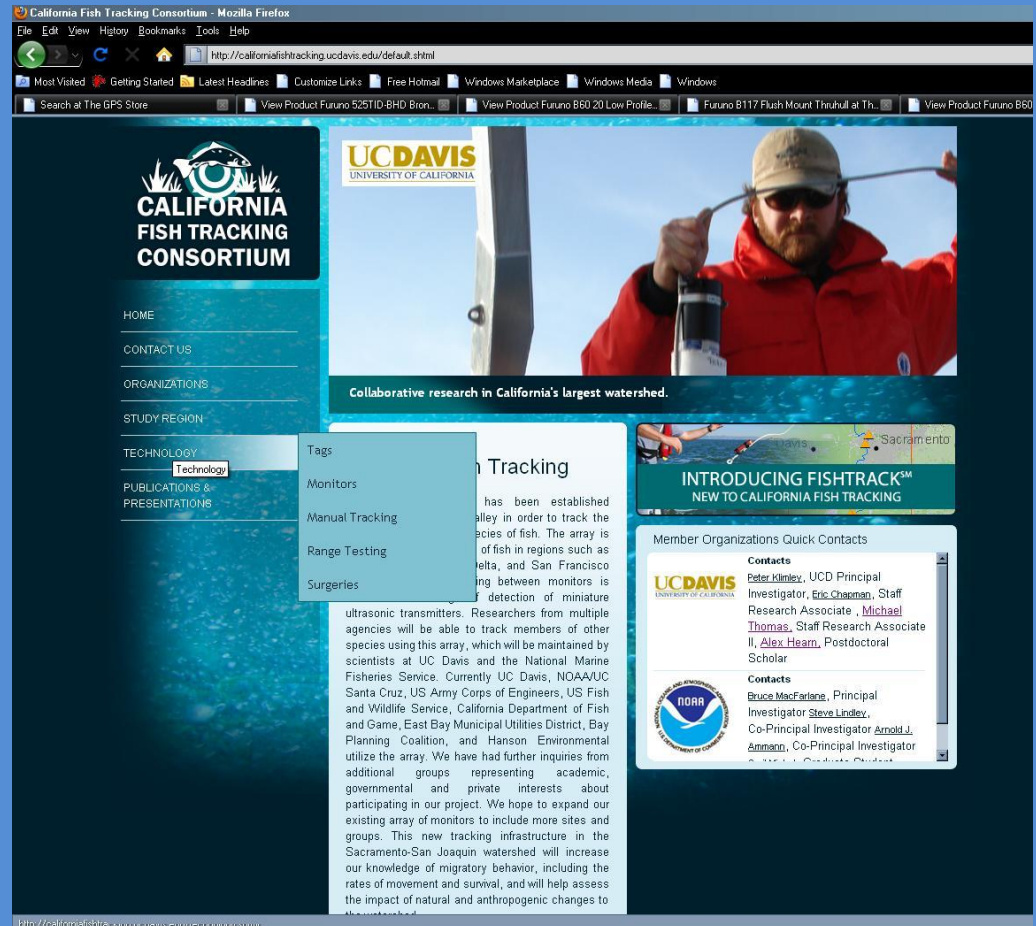 California Fish Tracking Consortium - Mozilla Firefox
File Edit View History Bookmarks Tools Help
http://californiafishtracking.ucdavis.edu/default.shtml
Most Visited Getting Started Latest Headlines Customize Links Free Hotmail Windows Marketplace Windows Media Windows
Search at The GPS Store View Product Furuno 525TID-BHD Bron... View Product Furuno B60 20 Low Profile... Furuno B117 Flush Mount Thruhull at Th... View Product Furuno B60
CALIFORNIA
FISH TRACKING
CONSORTIUM
UCDAVIS
UNIVERSITY OF CALIFORNIA
Collaborative research in California's largest watershed.
HOME
CONTACT US
ORGANIZATIONS
STUDY REGION
TECHNOLOGY
Technology
PUBLICATIONS &
PRESENTATIONS
Tags
Monitors
Manual Tracking
Range Testing
Surgeries
Tracking
has been established
alley in order to track the
ecies of fish. The array is
of fish in regions such as
Delta, and San Francisco
ing between monitors is
f detection of miniature
ultrasonic transmitters. Researchers from multiple
agencies will be able to track members of other
species using this array, which will be maintained by
scientists at UC Davis and the National Marine
Fisheries Service. Currently UC Davis, NOAA/UC
Santa Cruz, US Army Corps of Engineers, US Fish
and Wildlife Service, California Department of Fish
and Game, East Bay Municipal Utilities District, Bay
Planning Coalition, and Hanson Environmental
utilize the array. We have had further inquiries from
additional groups representing academic,
governmental and private interests about
participating in our project. We hope to expand our
existing array of monitors to include more sites and
groups. This new tracking infrastructure in the
Sacramento-San Joaquin watershed will increase
our knowledge of migratory behavior, including the
rates of movement and survival, and will help assess
the impact of natural and anthropogenic changes to
the watershed.
Davis Sacramento
INTRODUCING FISHTRACK℠
NEW TO CALIFORNIA FISH TRACKING
Member Organizations Quick Contacts
UCDAVIS
UNIVERSITY OF CALIFORNIA
Contacts
Peter Klimley, UCD Principal
Investigator, Eric Chapman, Staff
Research Associate , Michael
Thomas, Staff Research Associate
II, Alex Hearn, Postdoctoral
Scholar
NATIONAL OCEANIC AND ATMOSPHERIC ADMINISTRATION
NOAA
U.S. DEPARTMENT OF COMMERCE
Contacts
Bruce MacFarlane, Principal
Investigator Steve Lindley,
Co-Principal Investigator Arnold J.
Ammann, Co-Principal Investigator
Graduate Student